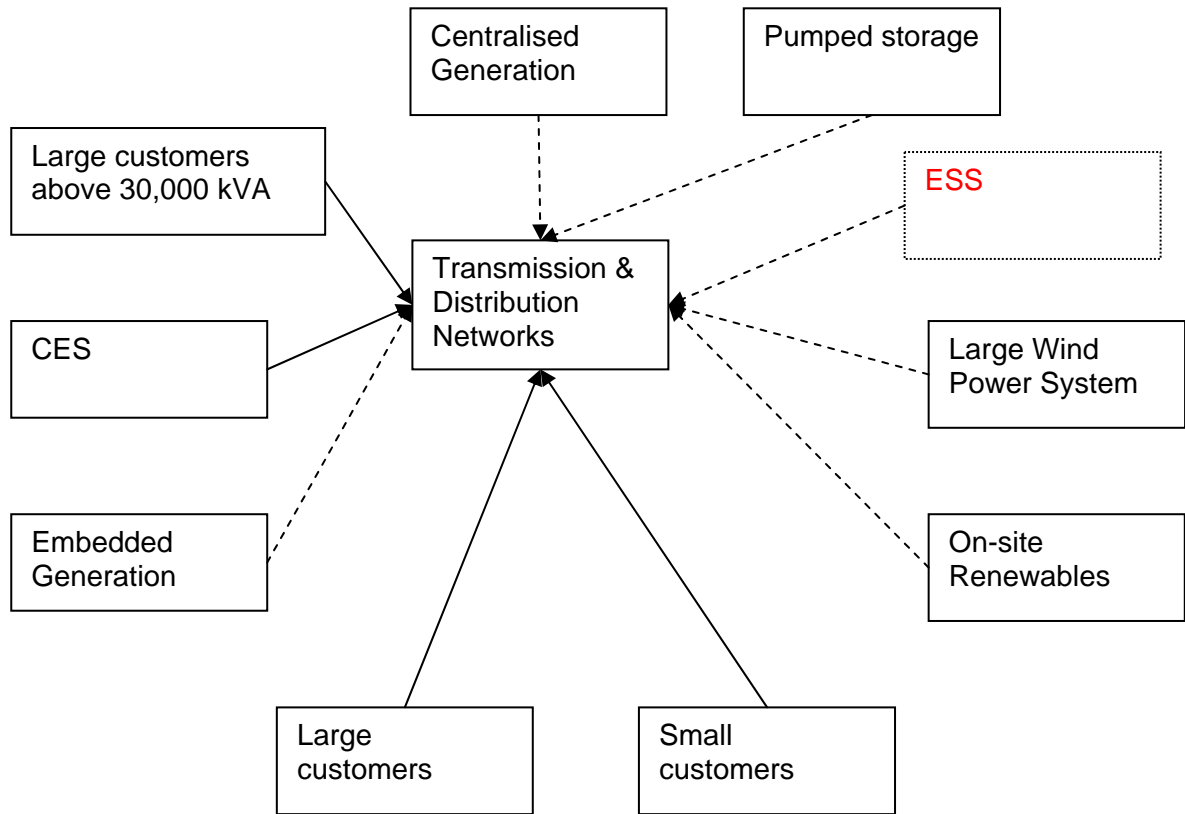 Centralised
Generation
Pumped storage
Large customers
above 30,000 kVA
ESS
Transmission &
Distribution
Networks
CES
Large Wind
Power System
Embedded
Generation
On-site
Renewables
Large
customers
Small
customers